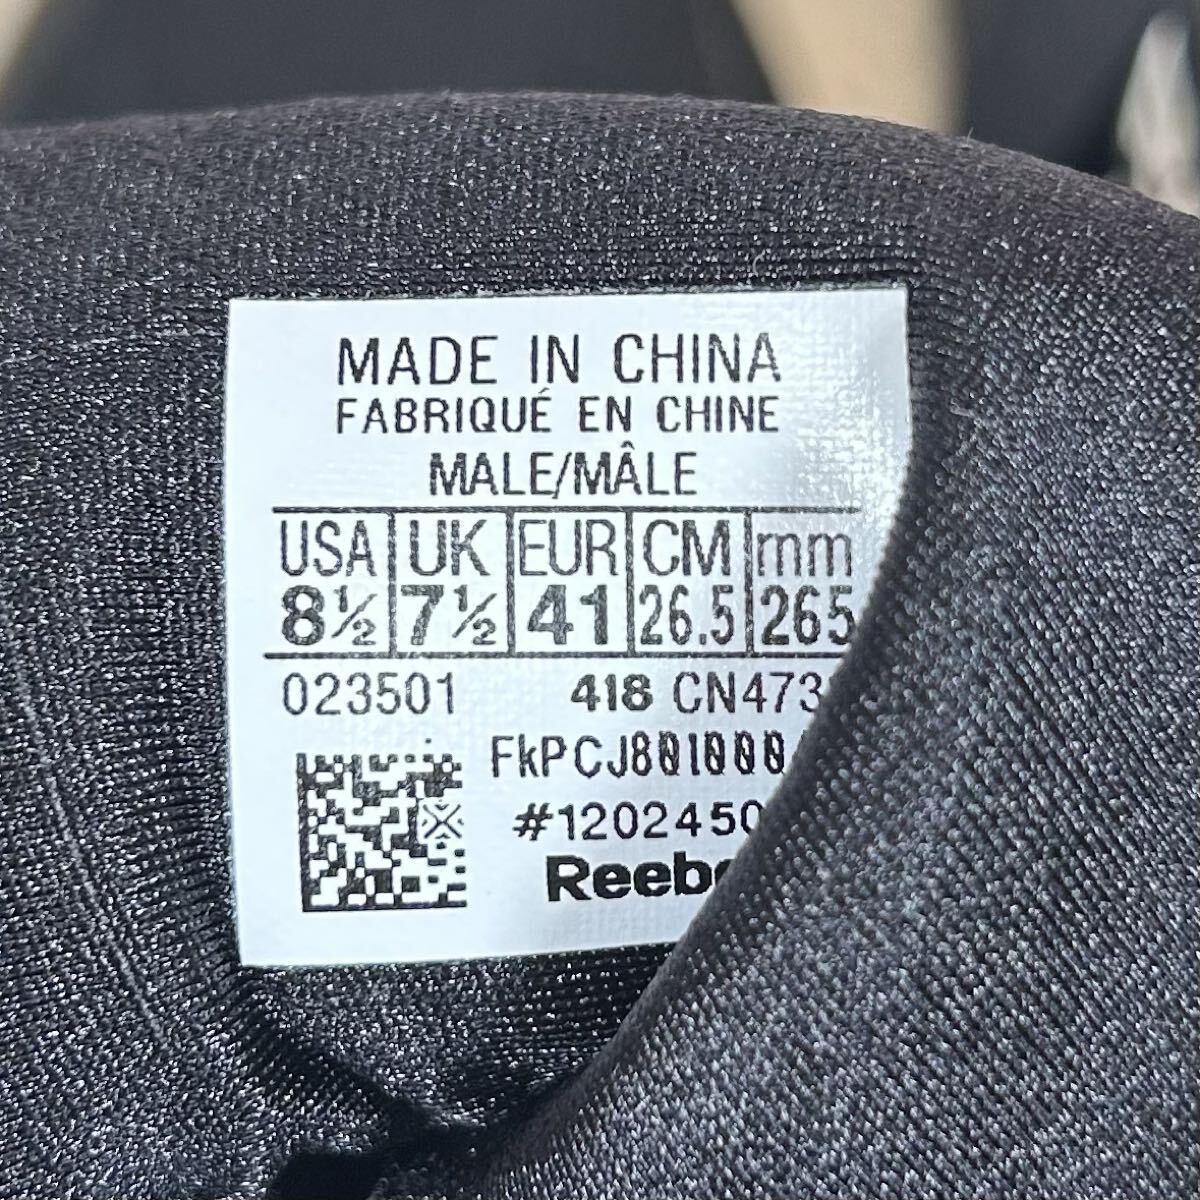 MADE IN CHINA
FABRIQUÉ EN CHINE
MALE/MÂLE
USA UK EUR CM mm
8½ 7½ 41 26.5 265
023501 418